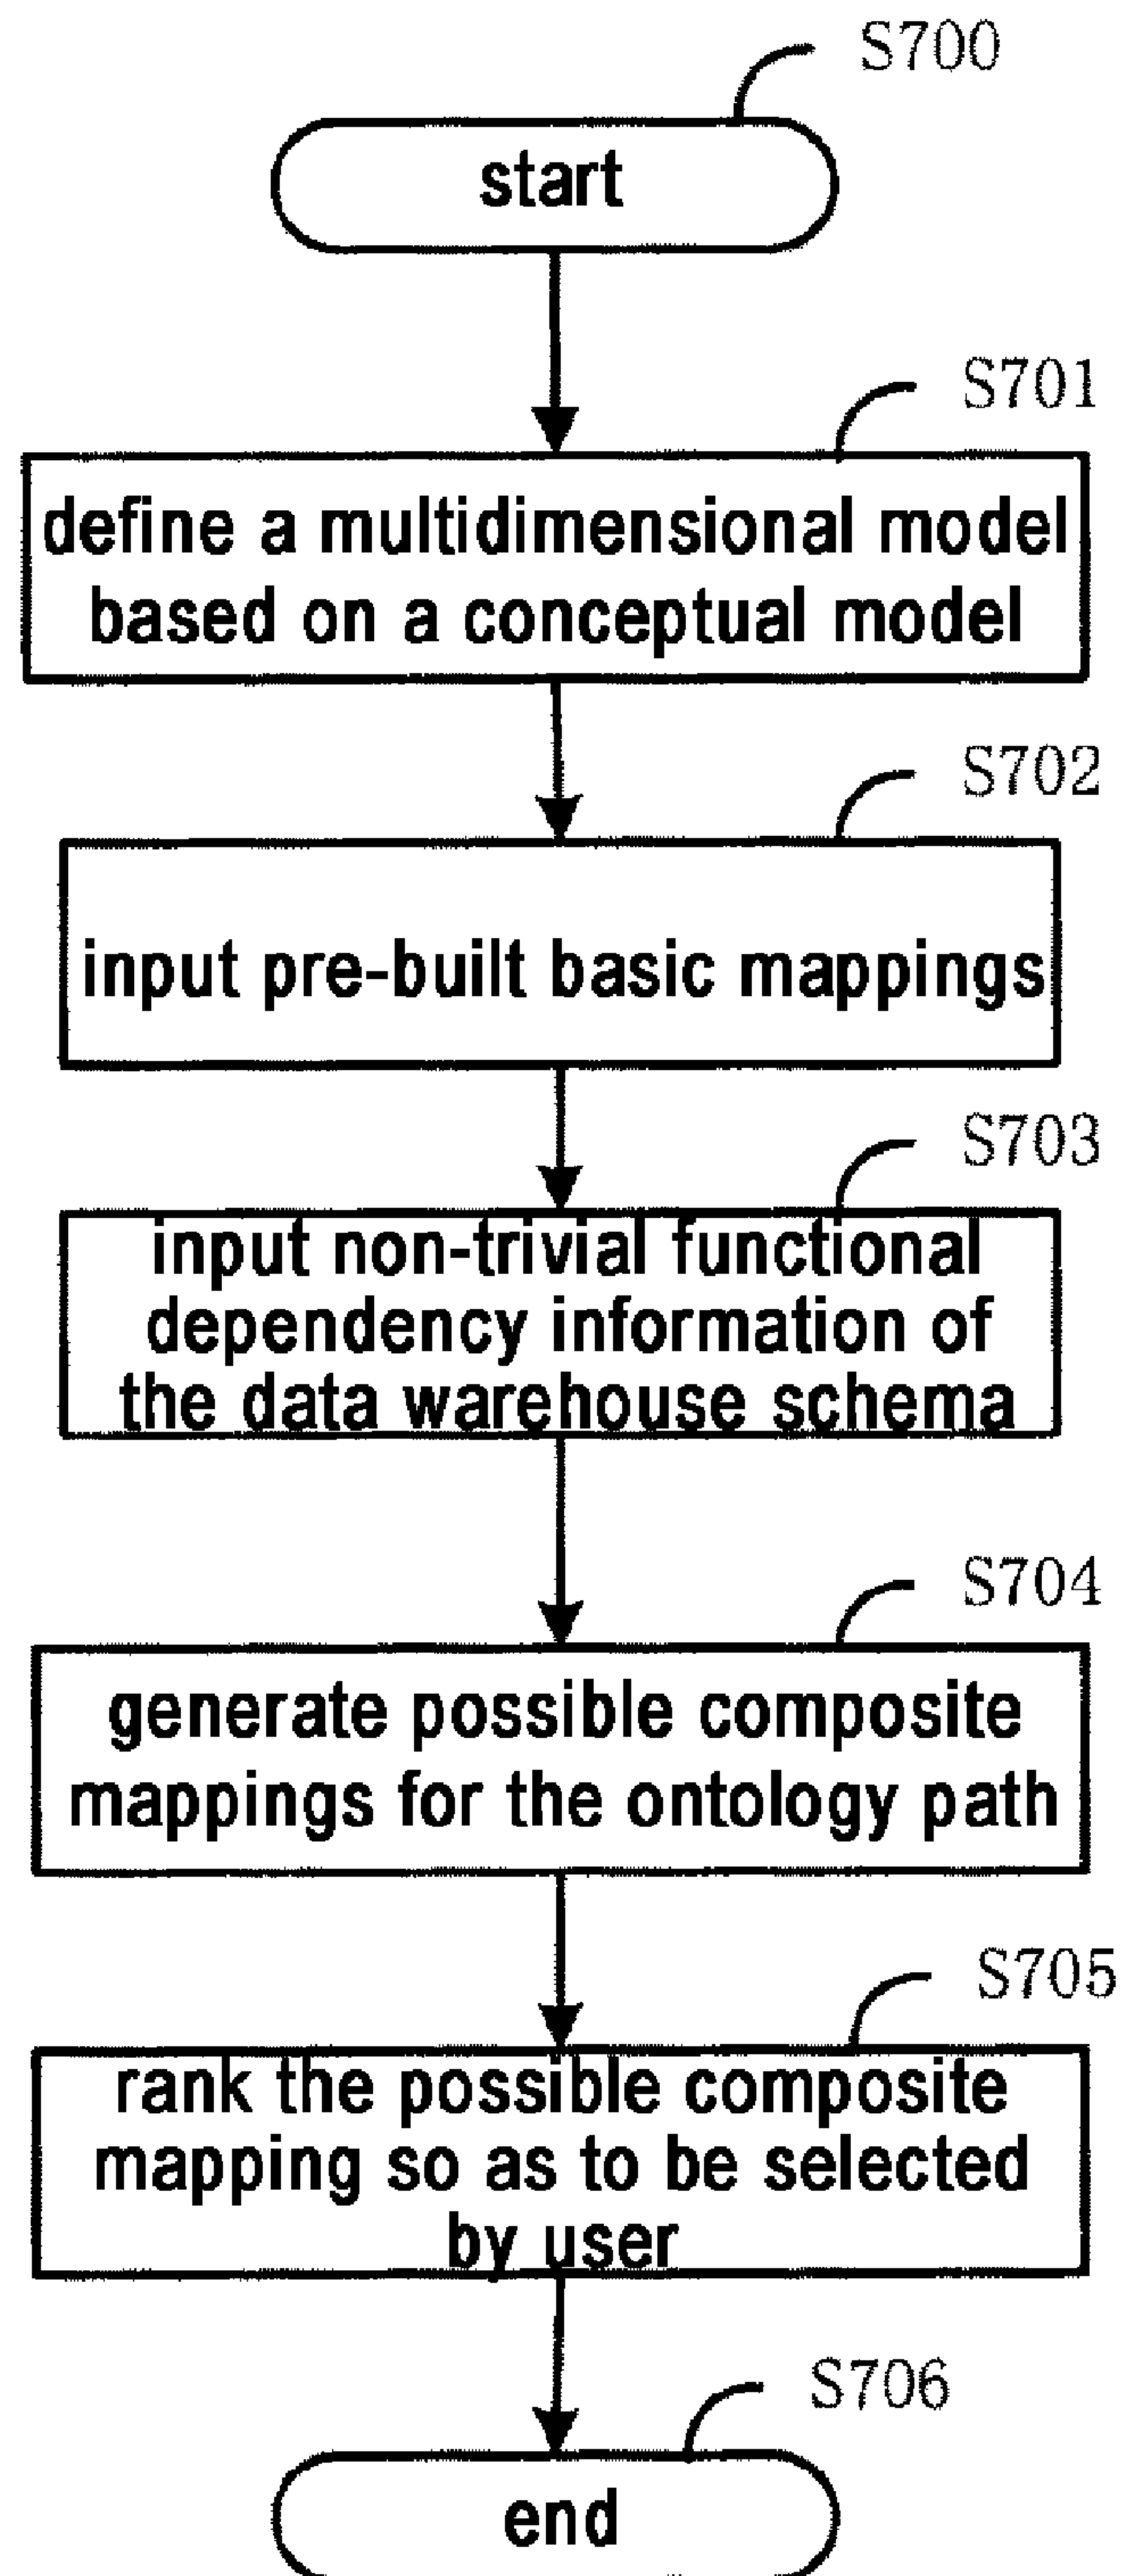 S700
start
S701
define a multidimensional model
based on a conceptual model
S702
input pre-built basic mappings
S703
input non-trivial functional
dependency information of
the data warehouse schema
S704
generate possible composite
mappings for the ontology path
S705
rank the possible composite
mapping so as to be selected
by user
S706
end